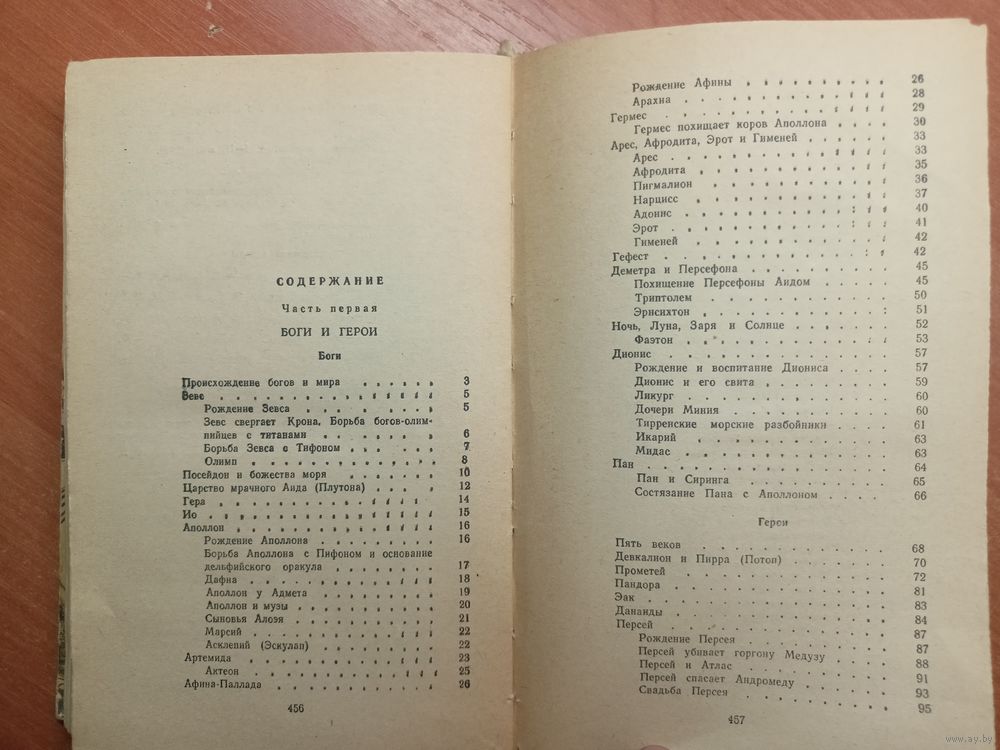 СОДЕРЖАНИЕ
Часть первая
БОГИ И ГЕРОИ
Боги
Происхождение богов и мира . . . . . . 3
Зевс . . . . . . 5
Рождение Зевса . . . . . . 5
Зевс свергает Крона, Борьба богов-олим-
пийцев с титанами . . . . . . 6
Борьба Зевса с Тифоном . . . . . . 7
Олимп . . . . . . 8
Посейдон и божества моря . . . . . . 10
Царство мрачного Аида (Плутона) . . . 12
Гера . . . . . . 14
Ио . . . . . . 15
Аполлон . . . . . . 16
Рождение Аполлона . . . . . . 16
Борьба Аполлона с Пифоном и основание
дельфийского оракула . . . . . . 17
Дафна . . . . . . 18
Аполлон у Адмета . . . . . . 19
Аполлон и музы . . . . . . 20
Сыновья Алоэя . . . . . . 21
Марсий . . . . . . 22
Асклепий (Эскулап) . . . . . . 22
Артемида . . . . . . 23
Актеон . . . . . . 25
Афина-Паллада . . . . . . 26
456
Рождение Афины . . . . . . 26
Арахна . . . . . . 28
Гермес . . . . . . 29
Гермес похищает коров Аполлона . . . . 30
Арес, Афродита, Эрот и Гименей . . . . . 33
Арес . . . . . . 33
Афродита . . . . . . 35
Пигмалион . . . . . . 36
Нарцисс . . . . . . 37
Адонис . . . . . . 40
Эрот . . . . . . 41
Гименей . . . . . . 42
Гефест . . . . . . 42
Деметра и Персефона . . . . . . 45
Похищение Персефоны Аидом . . . . . 45
Триптолем . . . . . . 50
Эрисихтон . . . . . . 51
Ночь, Луна, Заря и Солнце . . . . . . 52
Фаэтон . . . . . . 53
Дионис . . . . . . 57
Рождение и воспитание Диониса . . . . 57
Дионис и его свита . . . . . . 59
Ликург . . . . . . 60
Дочери Миния . . . . . . 60
Тирренские морские разбойники . . . . 61
Икарий . . . . . . 63
Мидас . . . . . . 63
Пан . . . . . . 64
Пан и Сиринга . . . . . . 65
Состязание Пана с Аполлоном . . . . 66
Герои
Пять веков . . . . . . 68
Девкалион и Пирра (Потоп) . . . . . . 70
Прометей . . . . . . 72
Пандора . . . . . . 81
Эак . . . . . . 83
Данаиды . . . . . . 84
Персей . . . . . . 87
Рождение Персея . . . . . . 87
Персей убивает горгону Медузу . . . . 88
Персей и Атлас . . . . . . 91
Персей спасает Андромеду . . . . . . 93
Свадьба Персея . . . . . . 95
457
www.ay.by